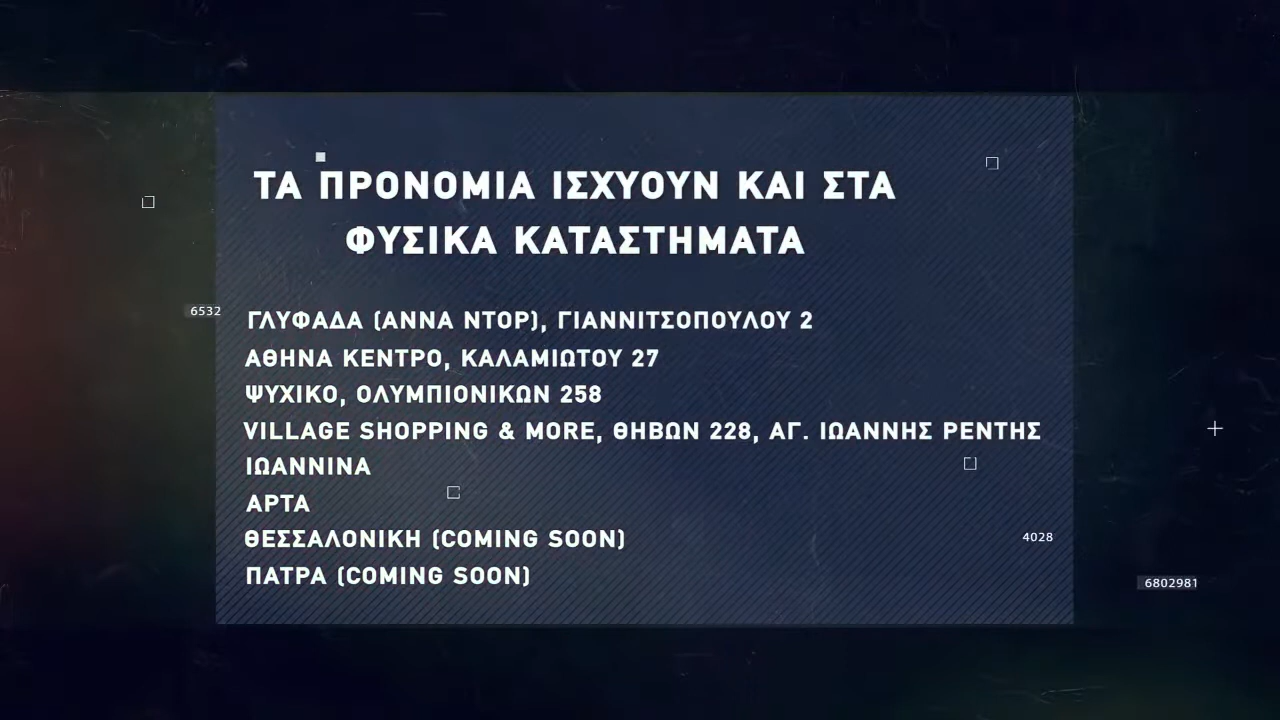 ΤΑ ΠΡΟΝΟΜΙΑ ΙΣΧΥΟΥΝ ΚΑΙ ΣΤΑ
ΦΥΣΙΚΑ ΚΑΤΑΣΤΗΜΑΤΑ
6532
ΓΛΥΦΑΔΑ (ΑΝΝΑ ΝΤΟΡ), ΓΙΑΝΝΙΤΣΟΠΟΥΛΟΥ 2
ΑΘΗΝΑ ΚΕΝΤΡΟ, ΚΑΛΑΜΙΩΤΟΥ 27
ΨΥΧΙΚΟ, ΟΛΥΜΠΙΟΝΙΚΩΝ 258
VILLAGE SHOPPING & MORE, ΘΗΒΩΝ 228, ΑΓ. ΙΩΑΝΝΗΣ ΡΕΝΤΗΣ
ΙΩΑΝΝΙΝΑ
ΑΡΤΑ
ΘΕΣΣΑΛΟΝΙΚΗ (COMING SOON)
4028
ΠΑΤΡΑ (COMING SOON)
6802981